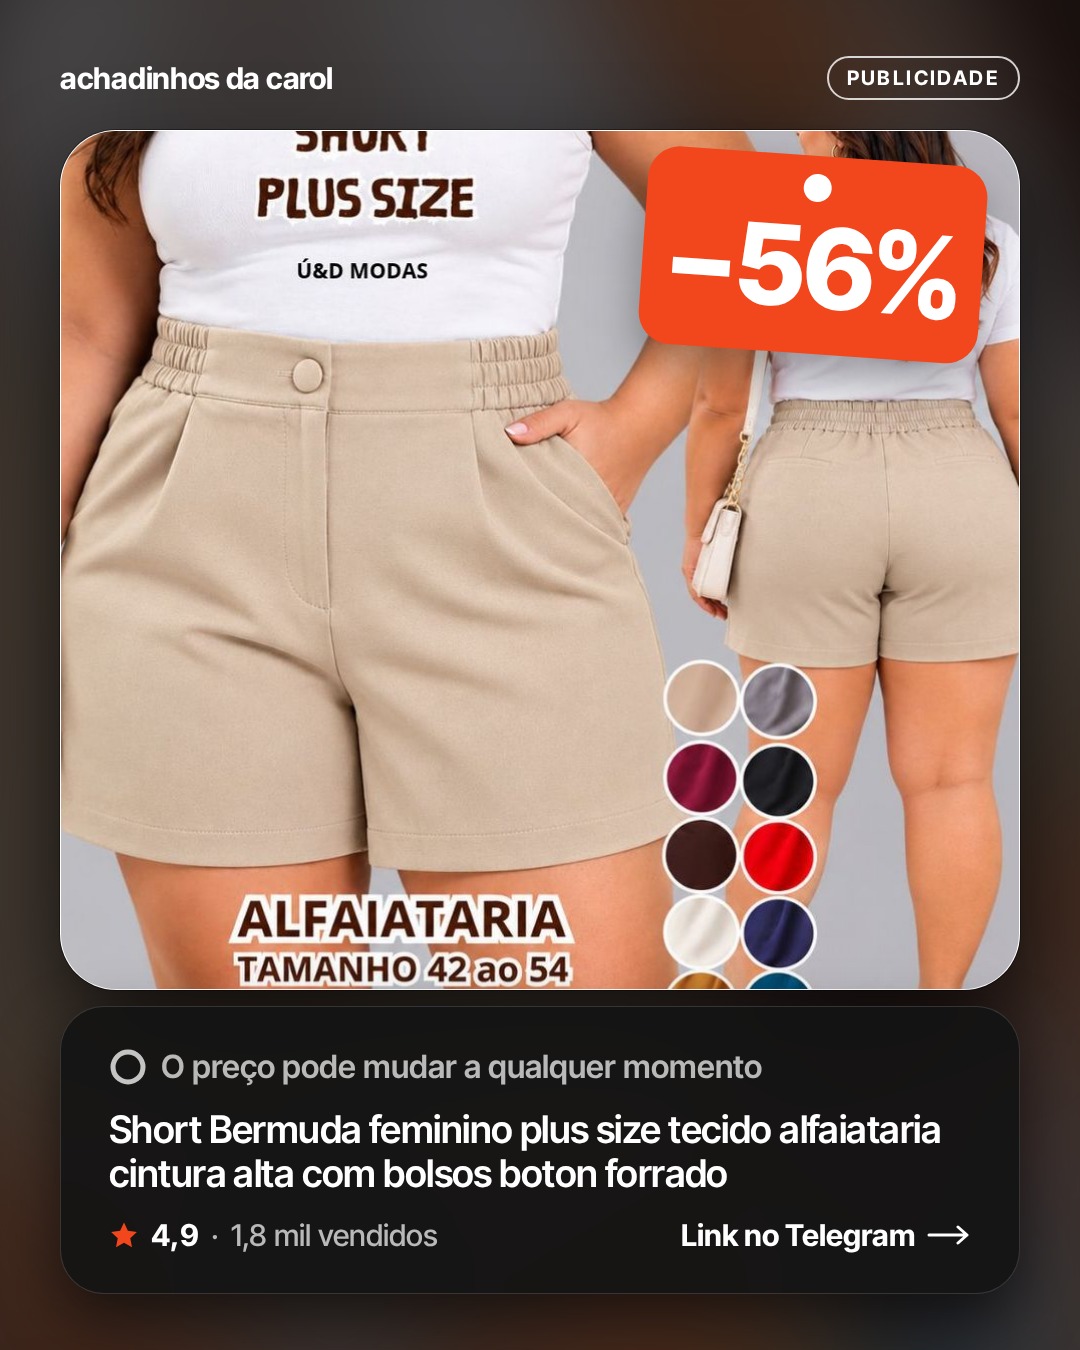 achadinhos da carol
PUBLICIDADE
SHORT
PLUS SIZE
Ú&D MODAS
–56%
ALFAIATARIA
TAMANHO 42 ao 54
O preço pode mudar a qualquer momento
Short Bermuda feminino plus size tecido alfaiataria
cintura alta com bolsos boton forrado
4,9 · 1,8 mil vendidos
Link no Telegram →